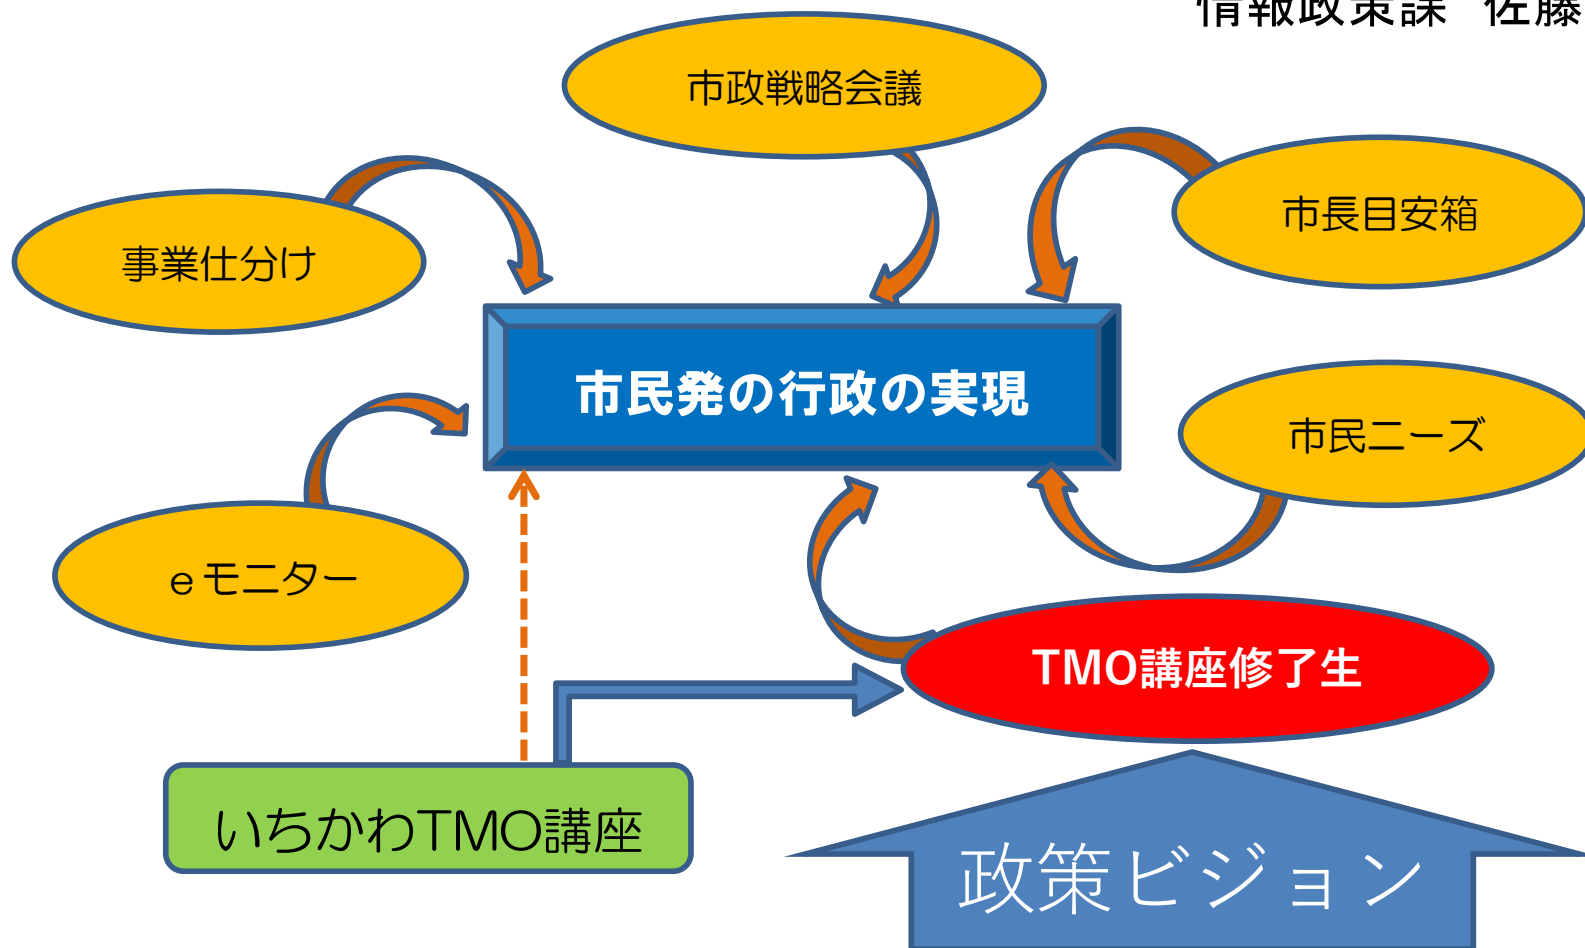 情報政策課 佐藤
市政戦略会議
市長目安箱
事業仕分け
市民発の行政の実現
市民ニーズ
eモニター
TMO講座修了生
いちかわTMO講座
政策ビジョン